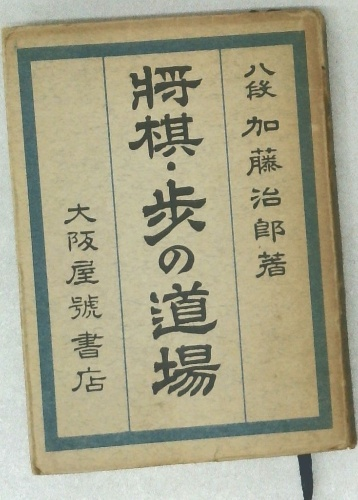 八段 加藤治郎著
將棋・歩の道場
大阪屋號書店